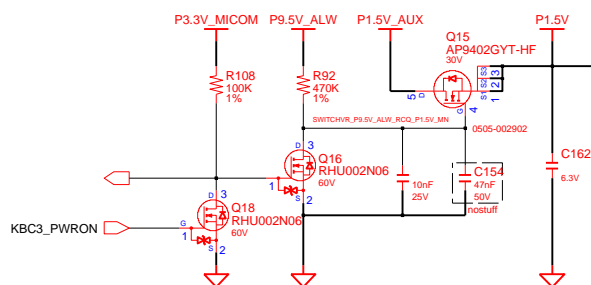 P3.3V_MICOM P9.5V_ALW P1.5V_AUX P1.5V
Q15
AP9402GYT-HF
30V
R108
100K
1%
R92
470K
1%
5 D S3 3
S2 2
S1 1
G 4
SWITCHVR_P9.5V_ALW_RCQ_P1.5V_MN
0505-002902
D 3
Q16
RHU002N06
60V
1 G
S 2
10nF
25V
C154
47nF
50V
nostuff
C162
6.3V
D 3
Q18
RHU002N06
60V
KBC3_PWRON
G 1
S 2